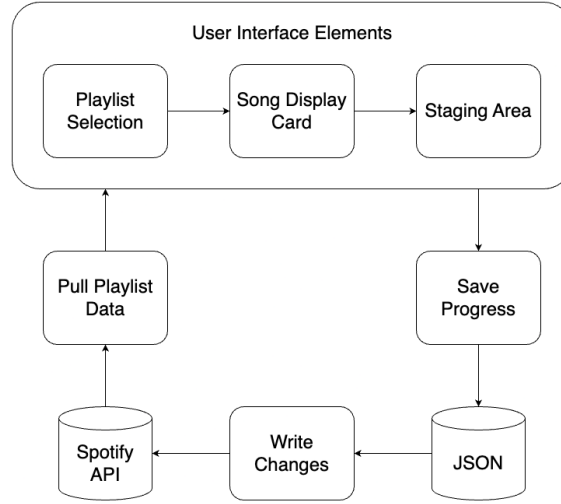 User Interface Elements
Playlist
Selection
Song Display
Card
Staging Area
Pull Playlist
Data
Save
Progress
Spotify
API
Write
Changes
JSON